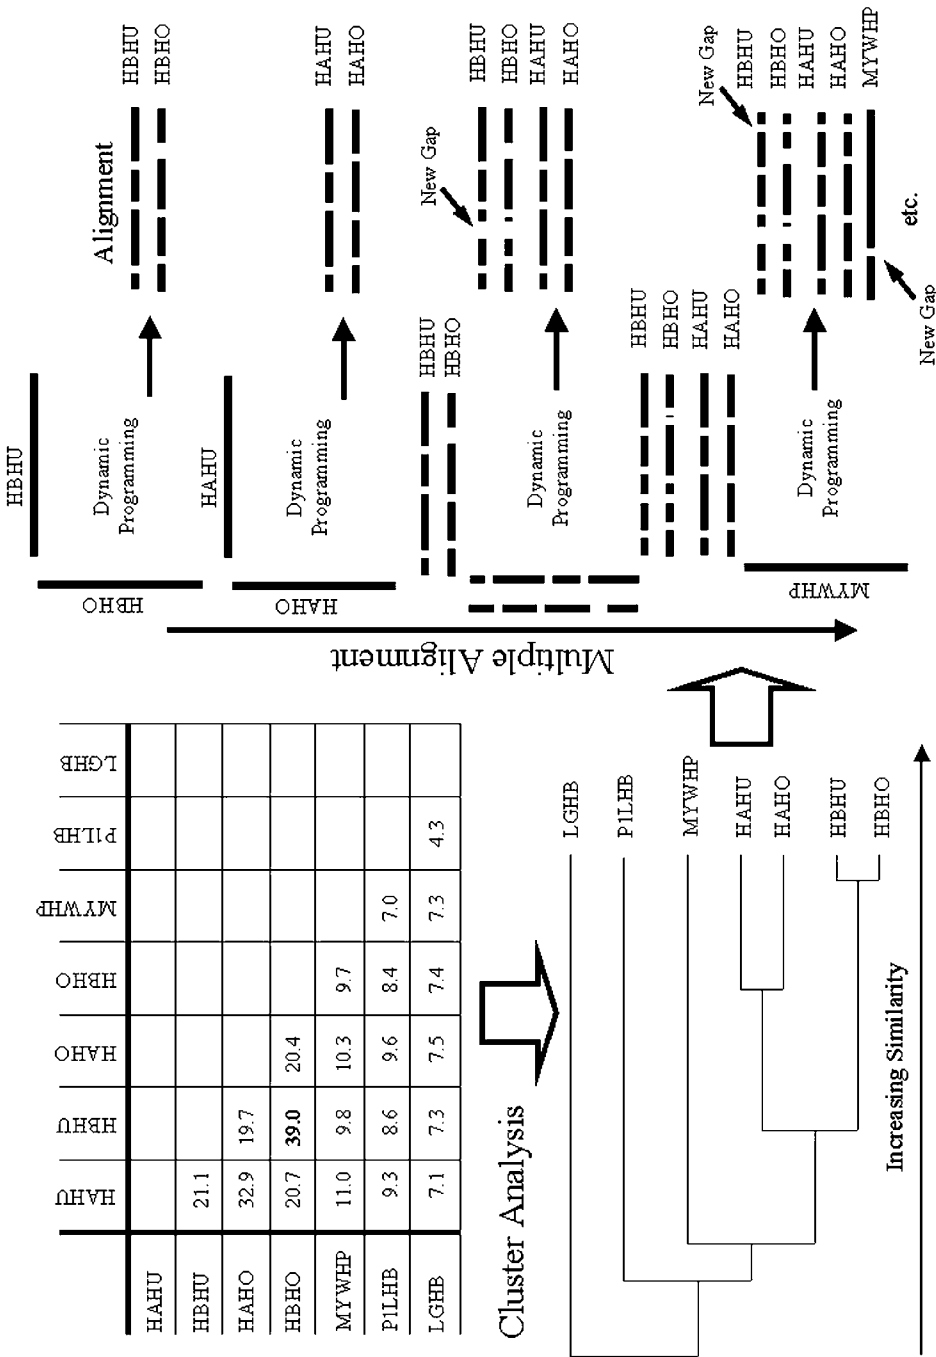 HAHU HBHU HAHO HBHO MYWHP P1LHB LGHB
HAHU
HBHU 21.1
HAHO 32.9 19.7
HBHO 20.7 39.0 20.4
MYWHP 11.0 9.8 10.3 9.7
P1LHB 9.3 8.6 9.6 8.4 7.0
LGHB 7.1 7.3 7.5 7.4 7.3 4.3
Cluster Analysis
LGHB
P1LHB
MYWHP
HAHU
HAHO
HBHU
HBHO
Increasing Similarity
Multiple Alignment
HBHU
HBHO
Dynamic
Programming
Alignment
HBHU
HBHO
HAHU
HAHO
Dynamic
Programming
HAHU
HAHO
HBHU
HBHO
Dynamic
Programming
New Gap
HBHU
HBHO
HAHU
HAHO
HBHU
HBHO
HAHU
HAHO
MYWHP
Dynamic
Programming
New Gap
HBHU
HBHO
HAHU
HAHO
MYWHP
New Gap
etc.